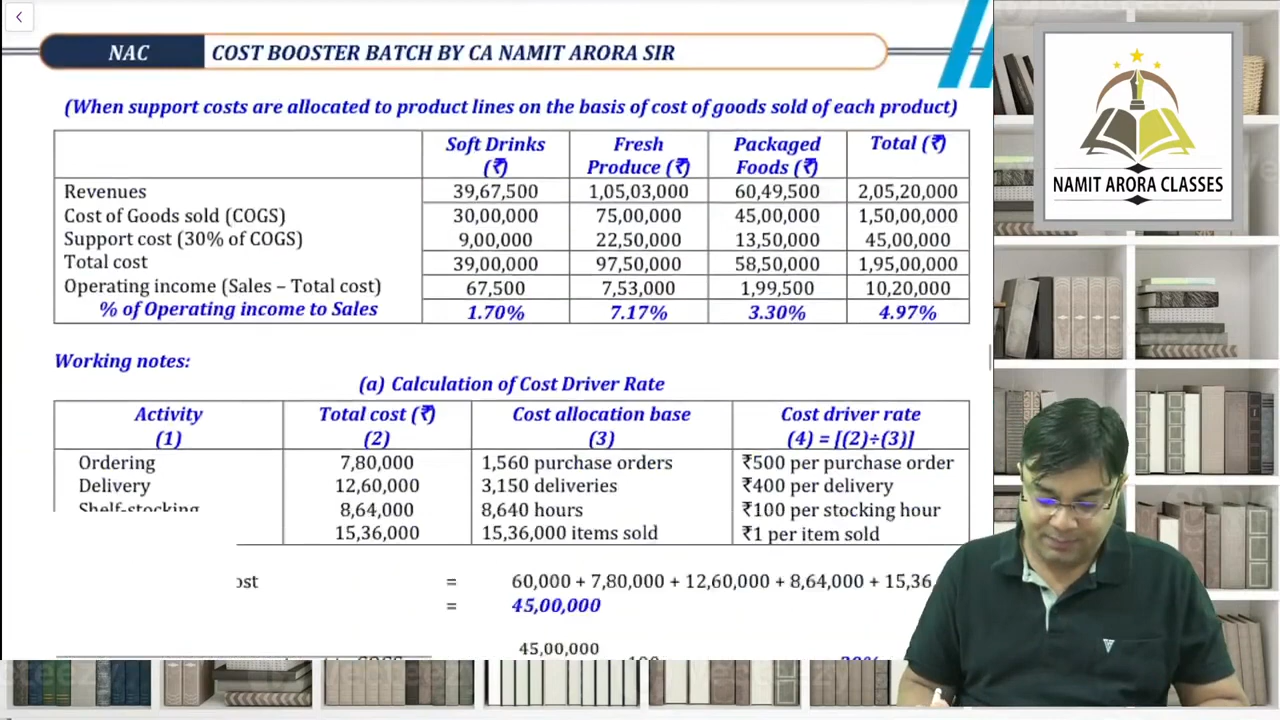 NAC COST BOOSTER BATCH BY CA NAMIT ARORA SIR
(When support costs are allocated to product lines on the basis of cost of goods sold of each product)
Soft Drinks (₹) Fresh Produce (₹) Packaged Foods (₹) Total (₹)
Revenues 39,67,500 1,05,03,000 60,49,500 2,05,20,000
Cost of Goods sold (COGS) 30,00,000 75,00,000 45,00,000 1,50,00,000
Support cost (30% of COGS) 9,00,000 22,50,000 13,50,000 45,00,000
Total cost 39,00,000 97,50,000 58,50,000 1,95,00,000
Operating income (Sales – Total cost) 67,500 7,53,000 1,99,500 10,20,000
% of Operating income to Sales 1.70% 7.17% 3.30% 4.97%
Working notes:
(a) Calculation of Cost Driver Rate
Activity Total cost (₹) Cost allocation base Cost driver rate
(1) (2) (3) (4) = [(2)÷(3)]
Ordering 7,80,000 1,560 purchase orders ₹500 per purchase order
Delivery 12,60,000 3,150 deliveries ₹400 per delivery
Shelf-stocking 8,64,000 8,640 hours ₹100 per stocking hour
15,36,000 15,36,000 items sold ₹1 per item sold
ost = 60,000 + 7,80,000 + 12,60,000 + 8,64,000 + 15,36,
= 45,00,000
45,00,000
NAMIT ARORA CLASSES